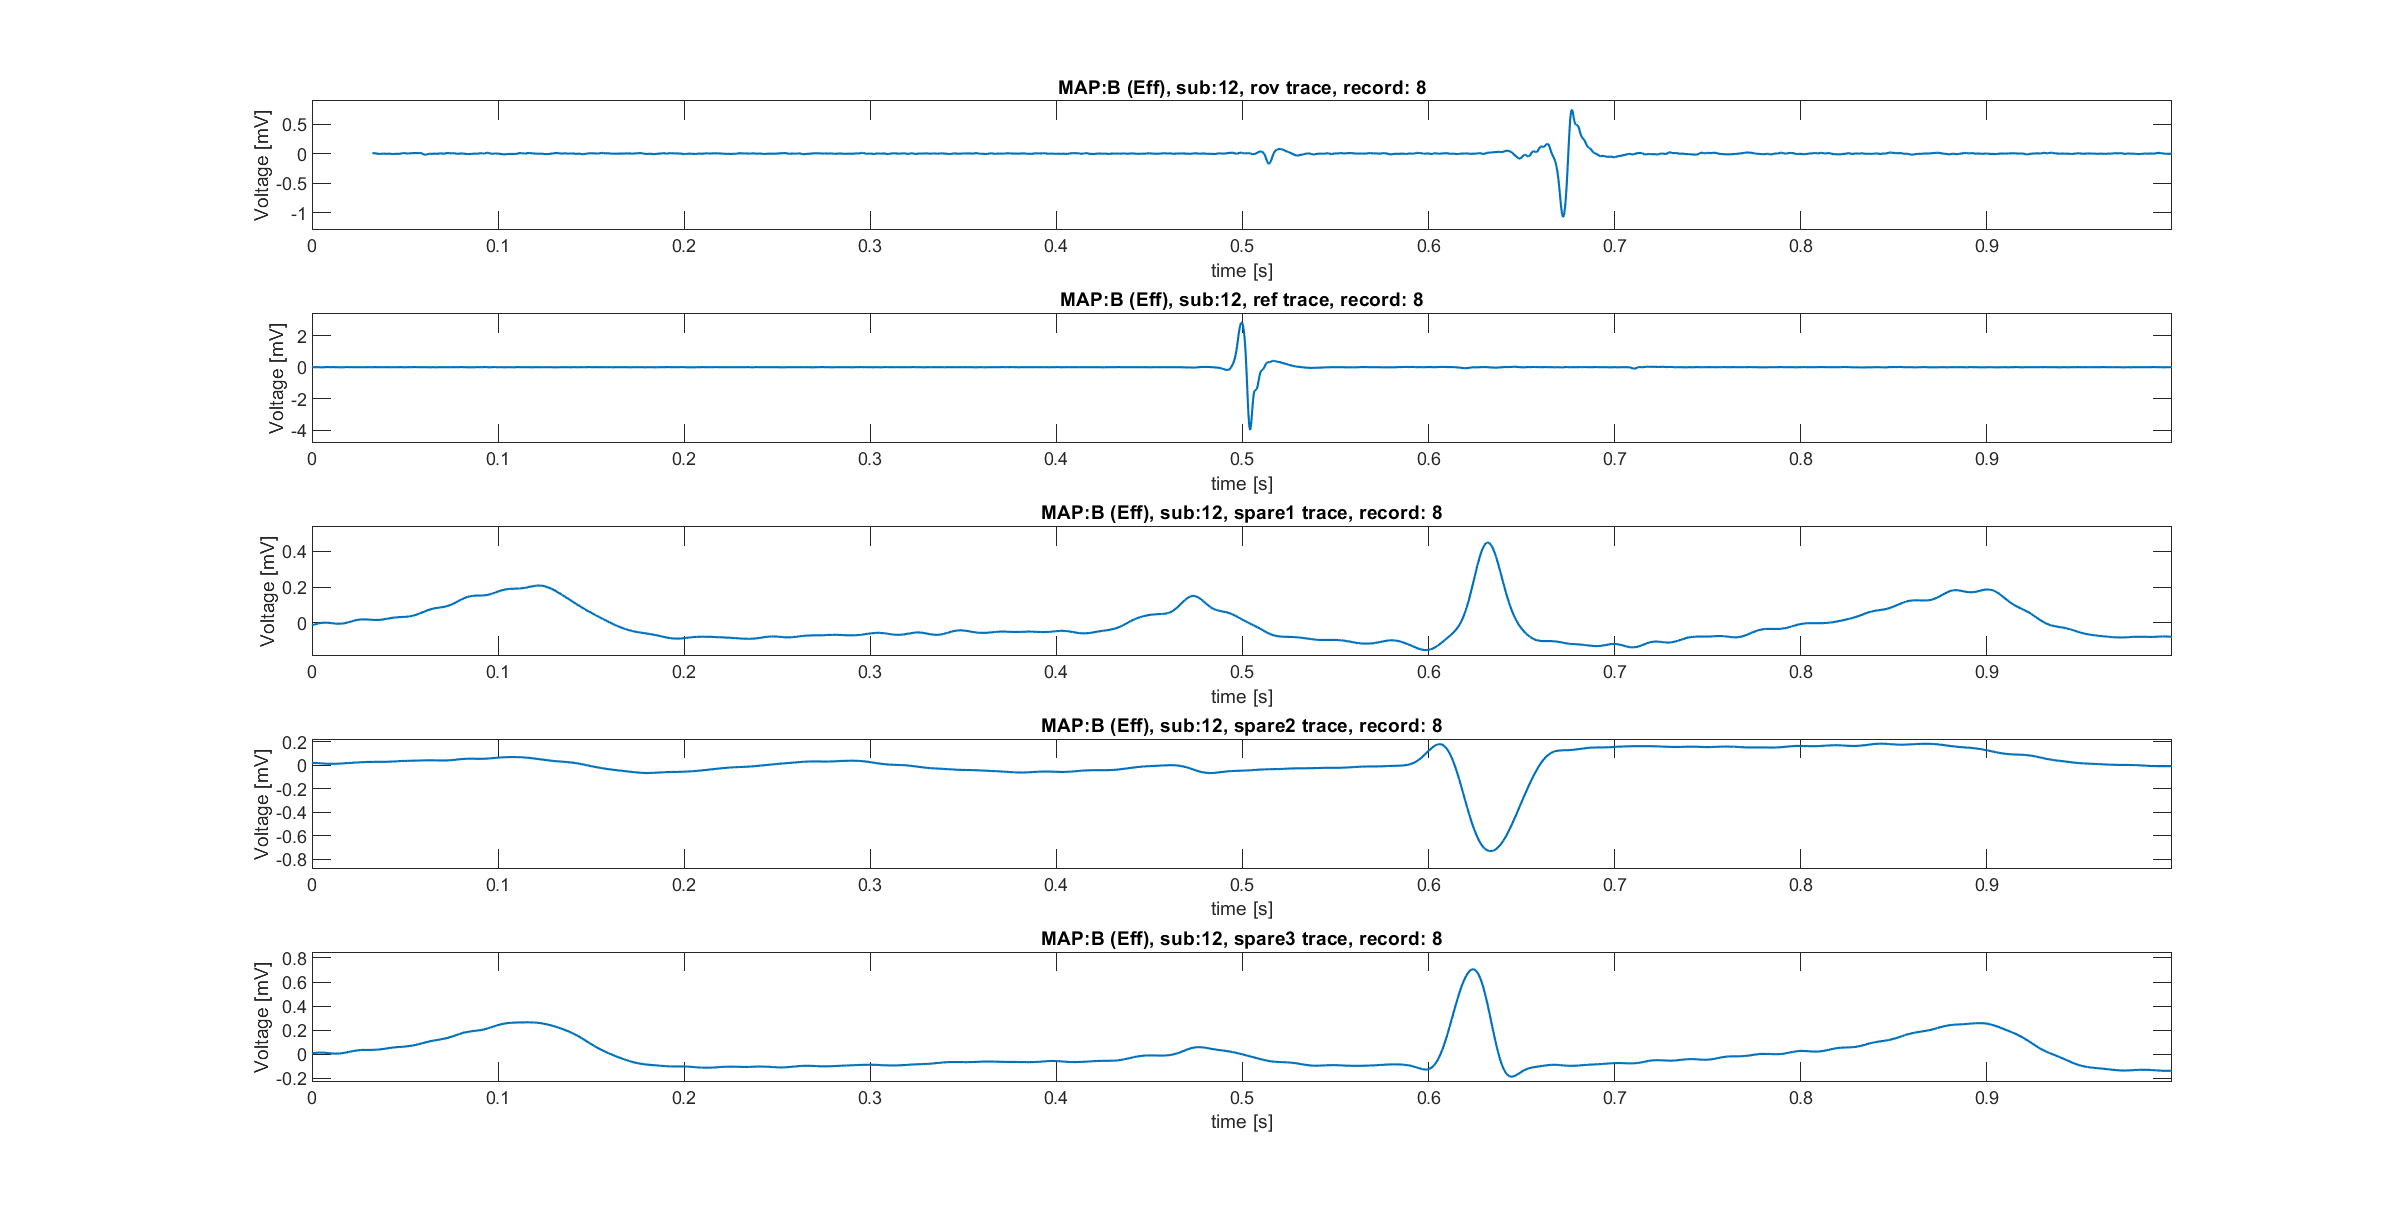 MAP:B (Eff), sub:12, rov trace, record: 8
Voltage [mV]
0.5
0
-0.5
-1
0 0.1 0.2 0.3 0.4 0.5 0.6 0.7 0.8 0.9
time [s]
MAP:B (Eff), sub:12, ref trace, record: 8
Voltage [mV]
2
0
-2
-4
0 0.1 0.2 0.3 0.4 0.5 0.6 0.7 0.8 0.9
time [s]
MAP:B (Eff), sub:12, spare1 trace, record: 8
Voltage [mV]
0.4
0.2
0
0 0.1 0.2 0.3 0.4 0.5 0.6 0.7 0.8 0.9
time [s]
MAP:B (Eff), sub:12, spare2 trace, record: 8
Voltage [mV]
0.2
0
-0.2
-0.4
-0.6
-0.8
0 0.1 0.2 0.3 0.4 0.5 0.6 0.7 0.8 0.9
time [s]
MAP:B (Eff), sub:12, spare3 trace, record: 8
Voltage [mV]
0.8
0.6
0.4
0.2
0
-0.2
0 0.1 0.2 0.3 0.4 0.5 0.6 0.7 0.8 0.9
time [s]